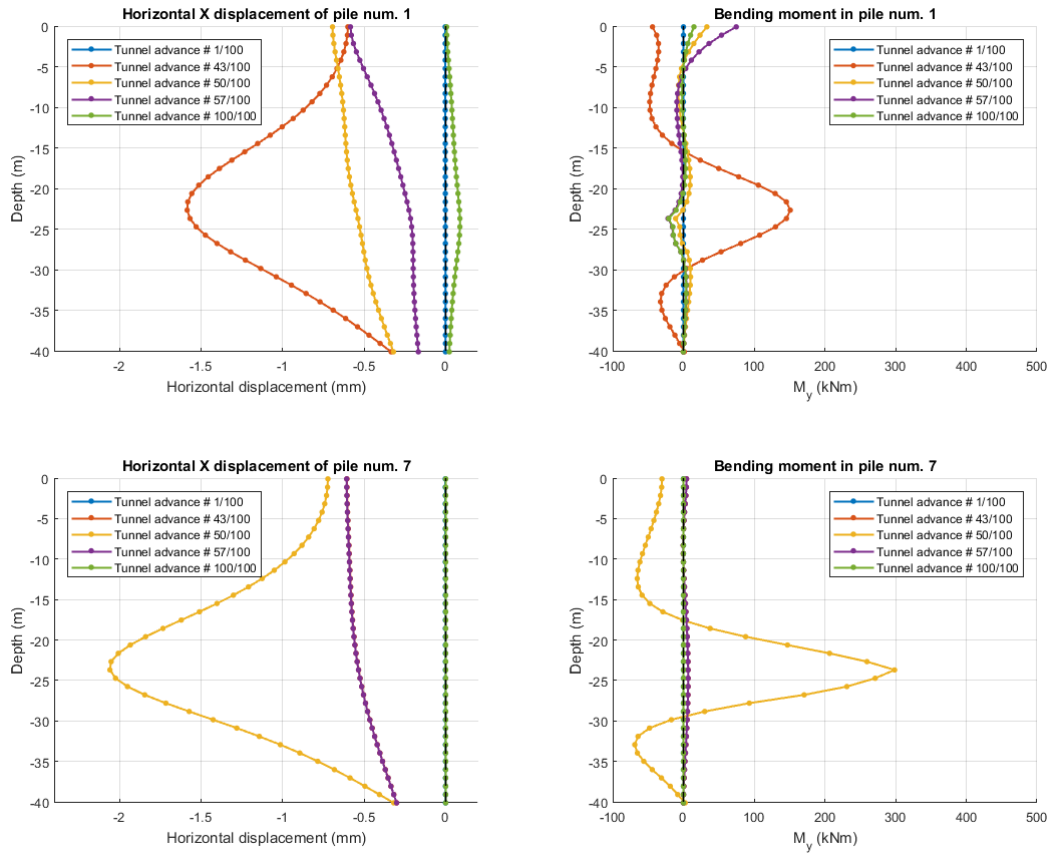 Horizontal X displacement of pile num. 1
0
-5
-10
-15
-20
-25
-30
-35
-40
Depth (m)
Tunnel advance # 1/100
Tunnel advance # 43/100
Tunnel advance # 50/100
Tunnel advance # 57/100
Tunnel advance # 100/100
-2 -1.5 -1 -0.5 0
Horizontal displacement (mm)
Bending moment in pile num. 1
0
-5
-10
-15
-20
-25
-30
-35
-40
Depth (m)
Tunnel advance # 1/100
Tunnel advance # 43/100
Tunnel advance # 50/100
Tunnel advance # 57/100
Tunnel advance # 100/100
-100 0 100 200 300 400 500
M_y (kNm)
Horizontal X displacement of pile num. 7
0
-5
-10
-15
-20
-25
-30
-35
-40
Depth (m)
Tunnel advance # 1/100
Tunnel advance # 43/100
Tunnel advance # 50/100
Tunnel advance # 57/100
Tunnel advance # 100/100
-2 -1.5 -1 -0.5 0
Horizontal displacement (mm)
Bending moment in pile num. 7
0
-5
-10
-15
-20
-25
-30
-35
-40
Depth (m)
Tunnel advance # 1/100
Tunnel advance # 43/100
Tunnel advance # 50/100
Tunnel advance # 57/100
Tunnel advance # 100/100
-100 0 100 200 300 400 500
M_y (kNm)